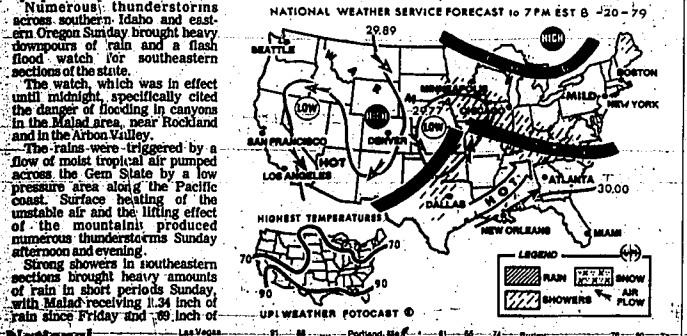 Numerous thunderstorms
across southern Idaho and east-
ern Oregon Sunday brought heavy
downpours of rain and a flash
flood watch for southeastern
sections of the state.
The watch, which was in effect
until midnight, specifically cited
the danger of flooding in canyons
in the Malad area, near Rockland
and in the Arbon Valley.
The rains were triggered by a
flow of moist tropical air pumped
across the Gem State by a low
pressure area along the Pacific
coast. Surface heating of the
unstable air and the lifting effect
of the mountains produced
numerous thunderstorms Sunday
afternoon and evening.
Strong showers in southeastern
sections brought heavy amounts
of rain in short periods Sunday,
with Malad receiving 1.34 inch of
rain since Friday and .69 inch of
NATIONAL WEATHER SERVICE FORECAST to 7 PM EST 8-20-79
29.89
HIGH
SEATTLE
WARM
MINNEAPOLIS
BOSTON
NEW YORK
MILD
29.77
CHICAGO
LOW
HIGH
LOW
SAN FRANCISCO
DENVER
HOT
LOS ANGELES
ATLANTA
30.00
DALLAS
HOT
NEW ORLEANS
MIAMI
HIGHEST TEMPERATURES
70
70
90
90
LEGEND
UPI
RAIN
SNOW
SHOWERS
AIR FLOW
UPI WEATHER FOTOCAST ©
Las Vegas
Portland, Me.